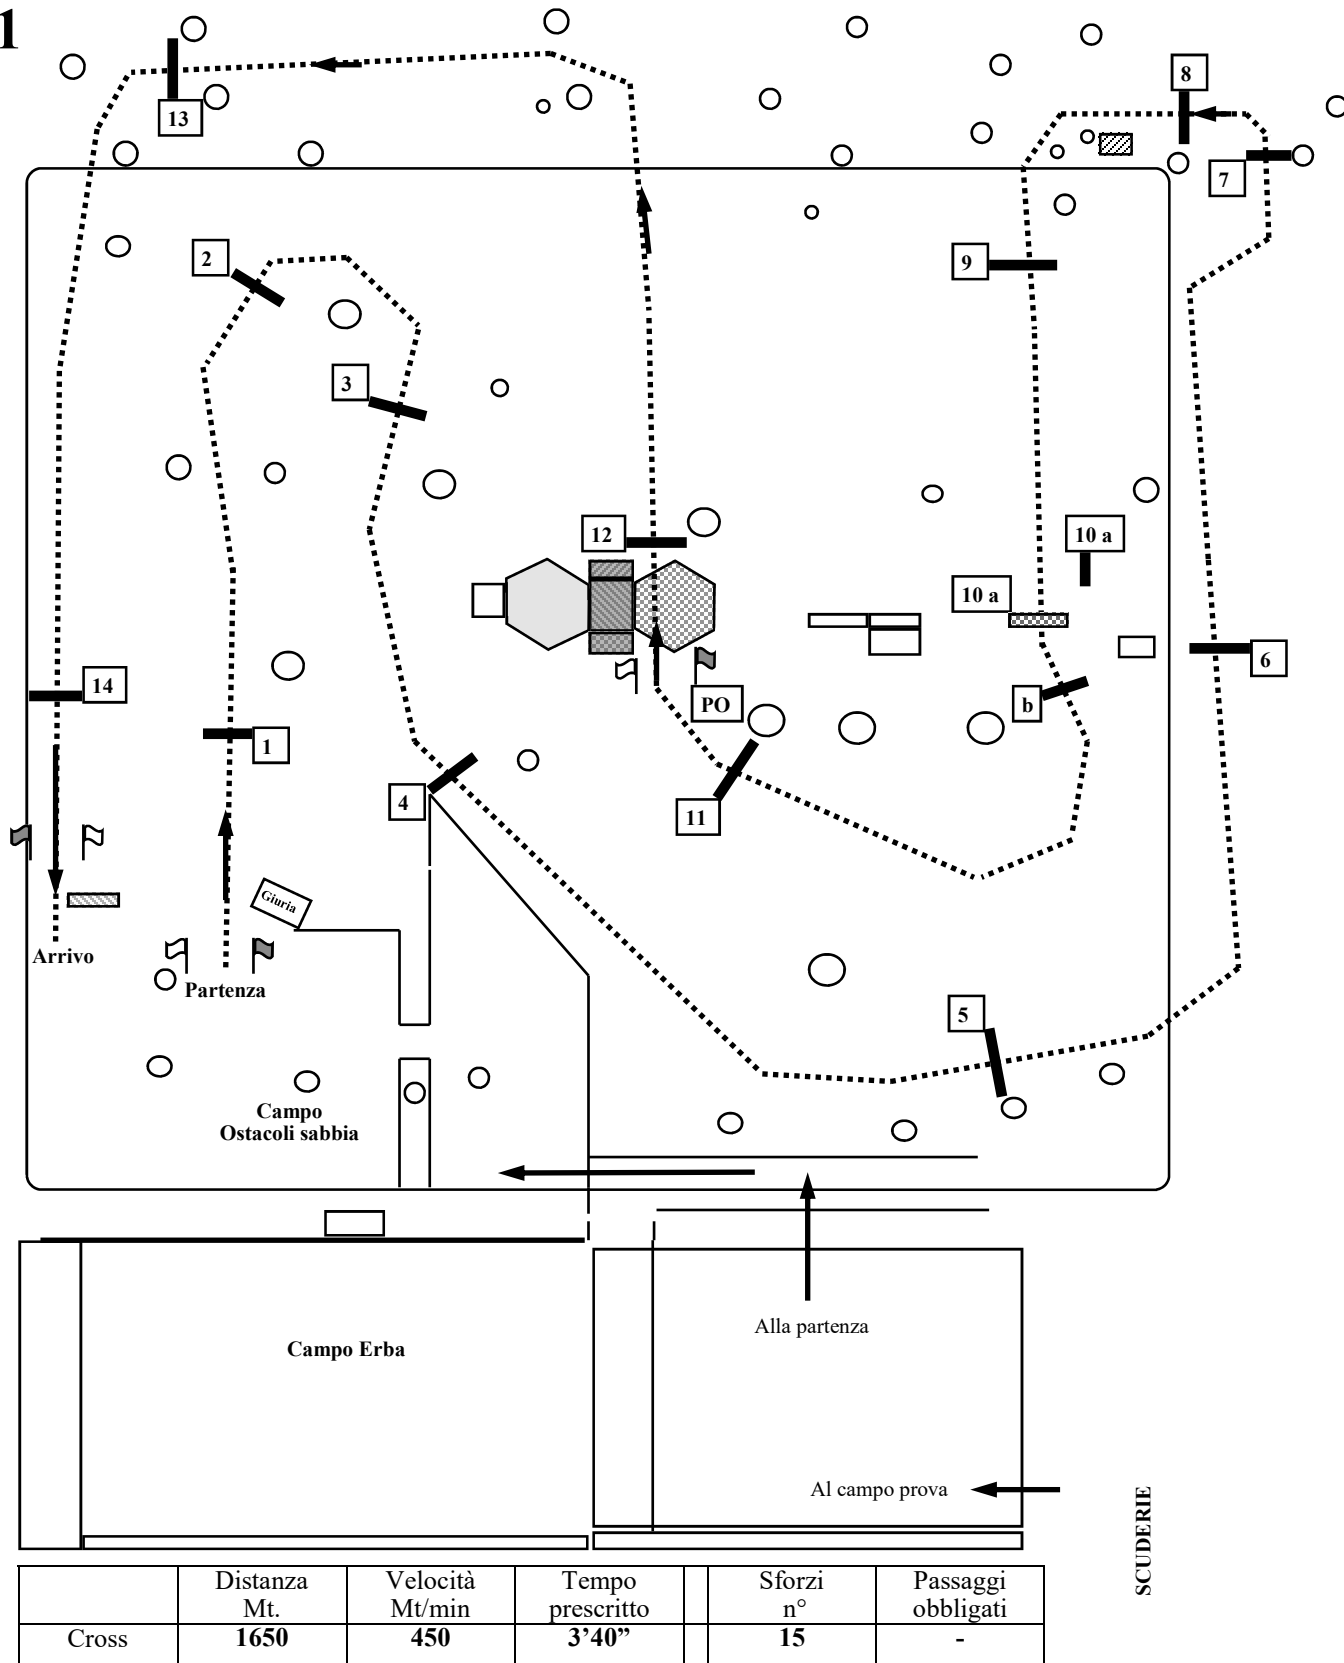 1
8
13
7
2
9
3
12
10 a
10 a
6
14
PO
b
1
4
11
Giuria
Arrivo
Partenza
5
Campo
Ostacoli sabbia
Alla partenza
Campo Erba
Al campo prova
SCUDERIE
Distanza
Mt.
Velocità
Mt/min
Tempo
prescritto
Sforzi
n°
Passaggi
obbligati
Cross 1650 450 3’40” 15 -